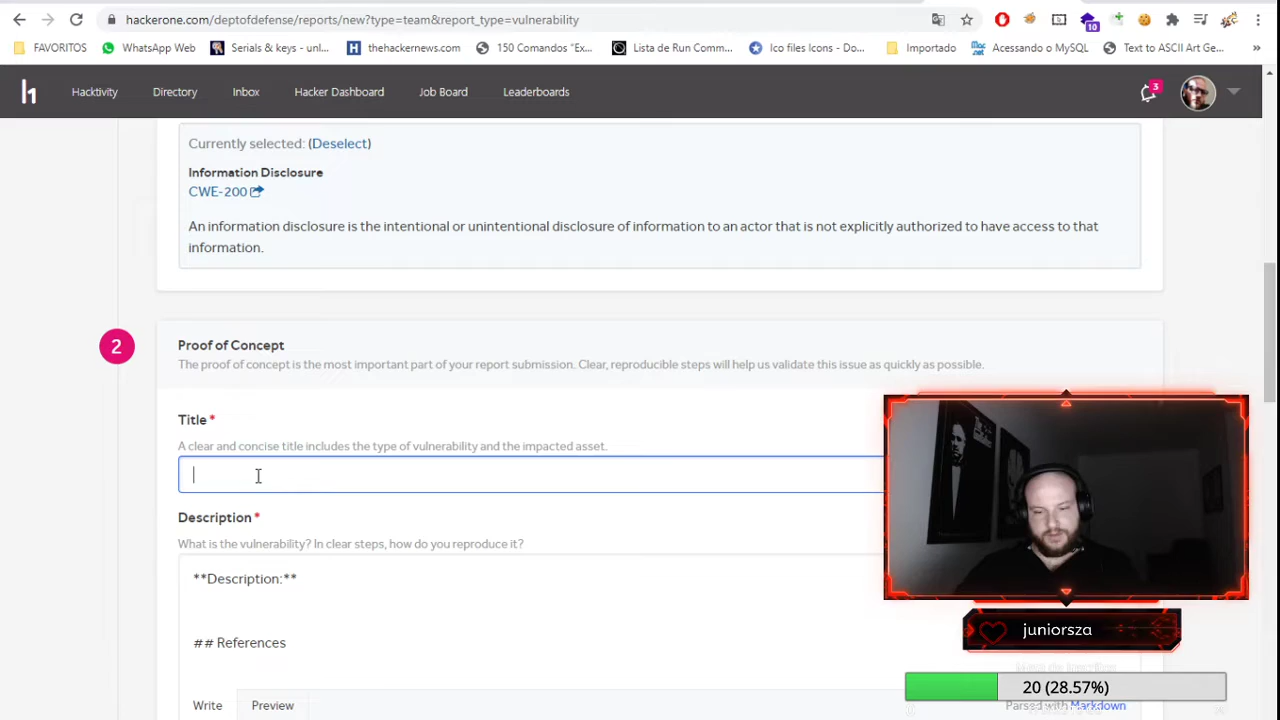 hackerone.com/deptofdefense/reports/new?type=team&report_type=vulnerability
10
FAVORITOS
WhatsApp Web
Serials & keys - unl...
thehackernews.com
150 Comandos "Ex...
Lista de Run Comm...
Ico files Icons - Do...
Importado
Acessando o MySQL
Text to ASCII Art Ge...
»
h1
Hacktivity
Directory
Inbox
Hacker Dashboard
Job Board
Leaderboards
3
Currently selected: (Deselect)
Information Disclosure
CWE-200
An information disclosure is the intentional or unintentional disclosure of information to an actor that is not explicitly authorized to have access to that
information.
2
Proof of Concept
The proof of concept is the most important part of your report submission. Clear, reproducible steps will help us validate this issue as quickly as possible.
Title *
A clear and concise title includes the type of vulnerability and the impacted asset.
Description *
What is the vulnerability? In clear steps, how do you reproduce it?
**Description:**
## References
juniorsza
20 (28.57%)
Write
Preview
Parsed with Markdown